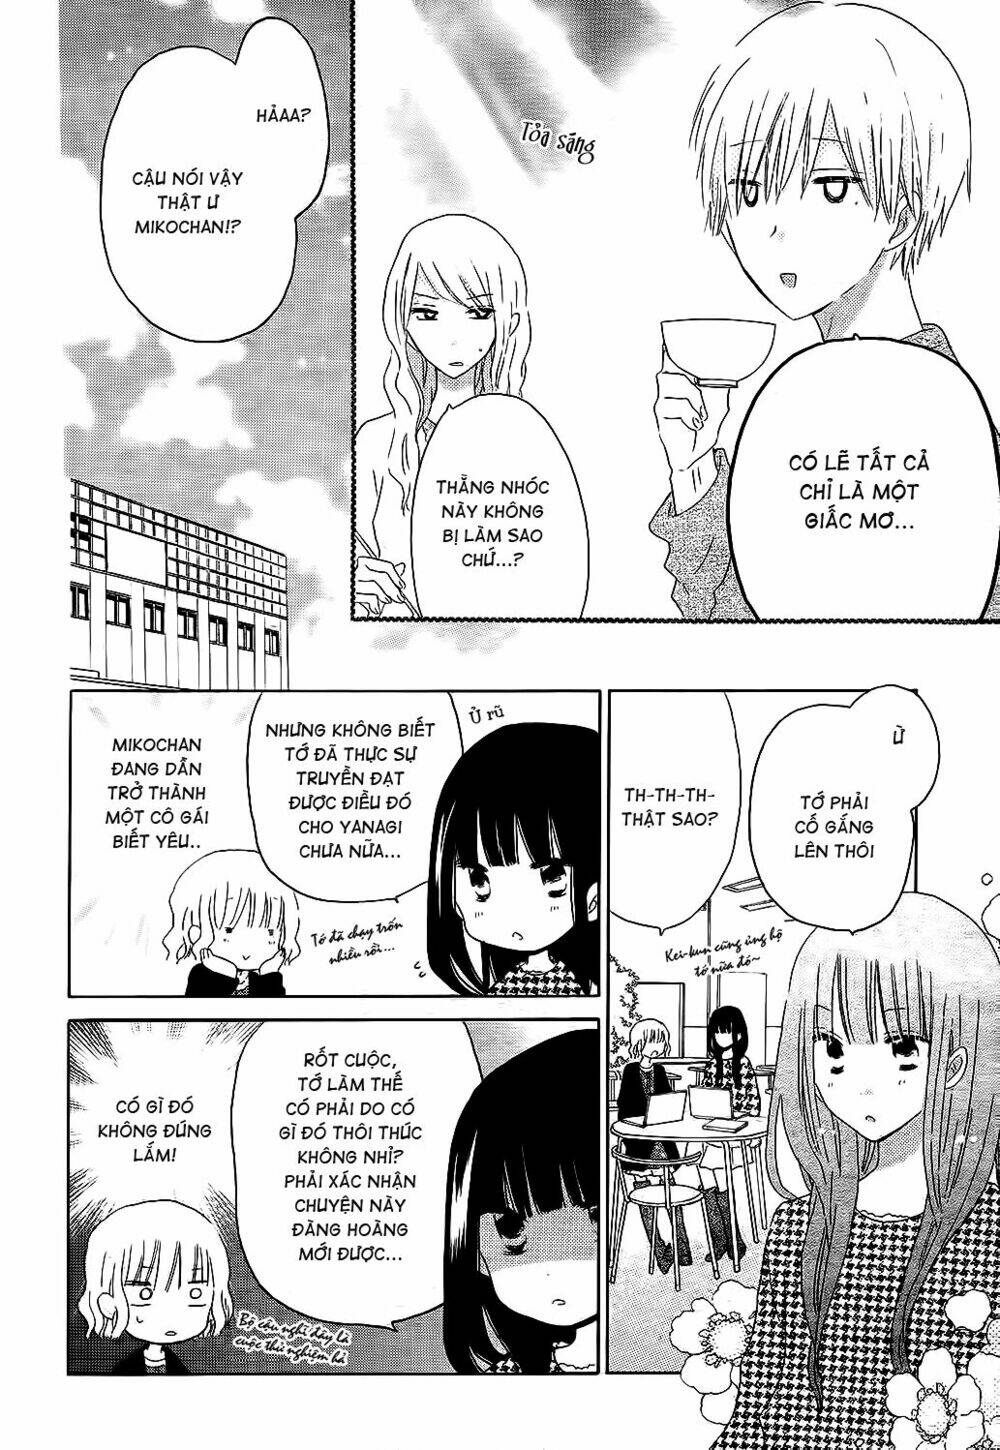 Tỏa sáng
CÓ LẼ TẤT CẢ
CHỈ LÀ MỘT
GIẤC MƠ...
THẰNG NHÓC
NÀY KHÔNG
BỊ LÀM SAO
CHỨ...?
HẢAA?
CẬU NÓI VẬY
THẬT Ư
MIKOCHAN!?
Ừ
TỚ PHẢI
CỐ GẮNG
LÊN THÔI
TH-TH-TH-
THẬT SAO?
Kei-kun cũng ủng hộ
tớ nữa đó~
Ủ rũ
NHƯNG KHÔNG BIẾT
TỚ ĐÃ THỰC SỰ
TRUYỀN ĐẠT
ĐƯỢC ĐIỀU ĐÓ
CHO YANAGI
CHƯA NỮA...
Tớ đã chạy trốn
nhiều rồi...
MIKOCHAN
ĐANG DẦN
TRỞ THÀNH
MỘT CÔ GÁI
BIẾT YÊU..
RỐT CUỘC,
TỚ LÀM THẾ
CÓ PHẢI DO CÓ
GÌ ĐÓ THÔI THÚC
KHÔNG NHỈ?
PHẢI XÁC NHẬN
CHUYỆN NÀY
ĐÀNG HOÀNG
MỚI ĐƯỢC...
CÓ GÌ ĐÓ
KHÔNG ĐÚNG
LẮM!
Bộ cậu nghĩ đây là
cuộc thí nghiệm hả